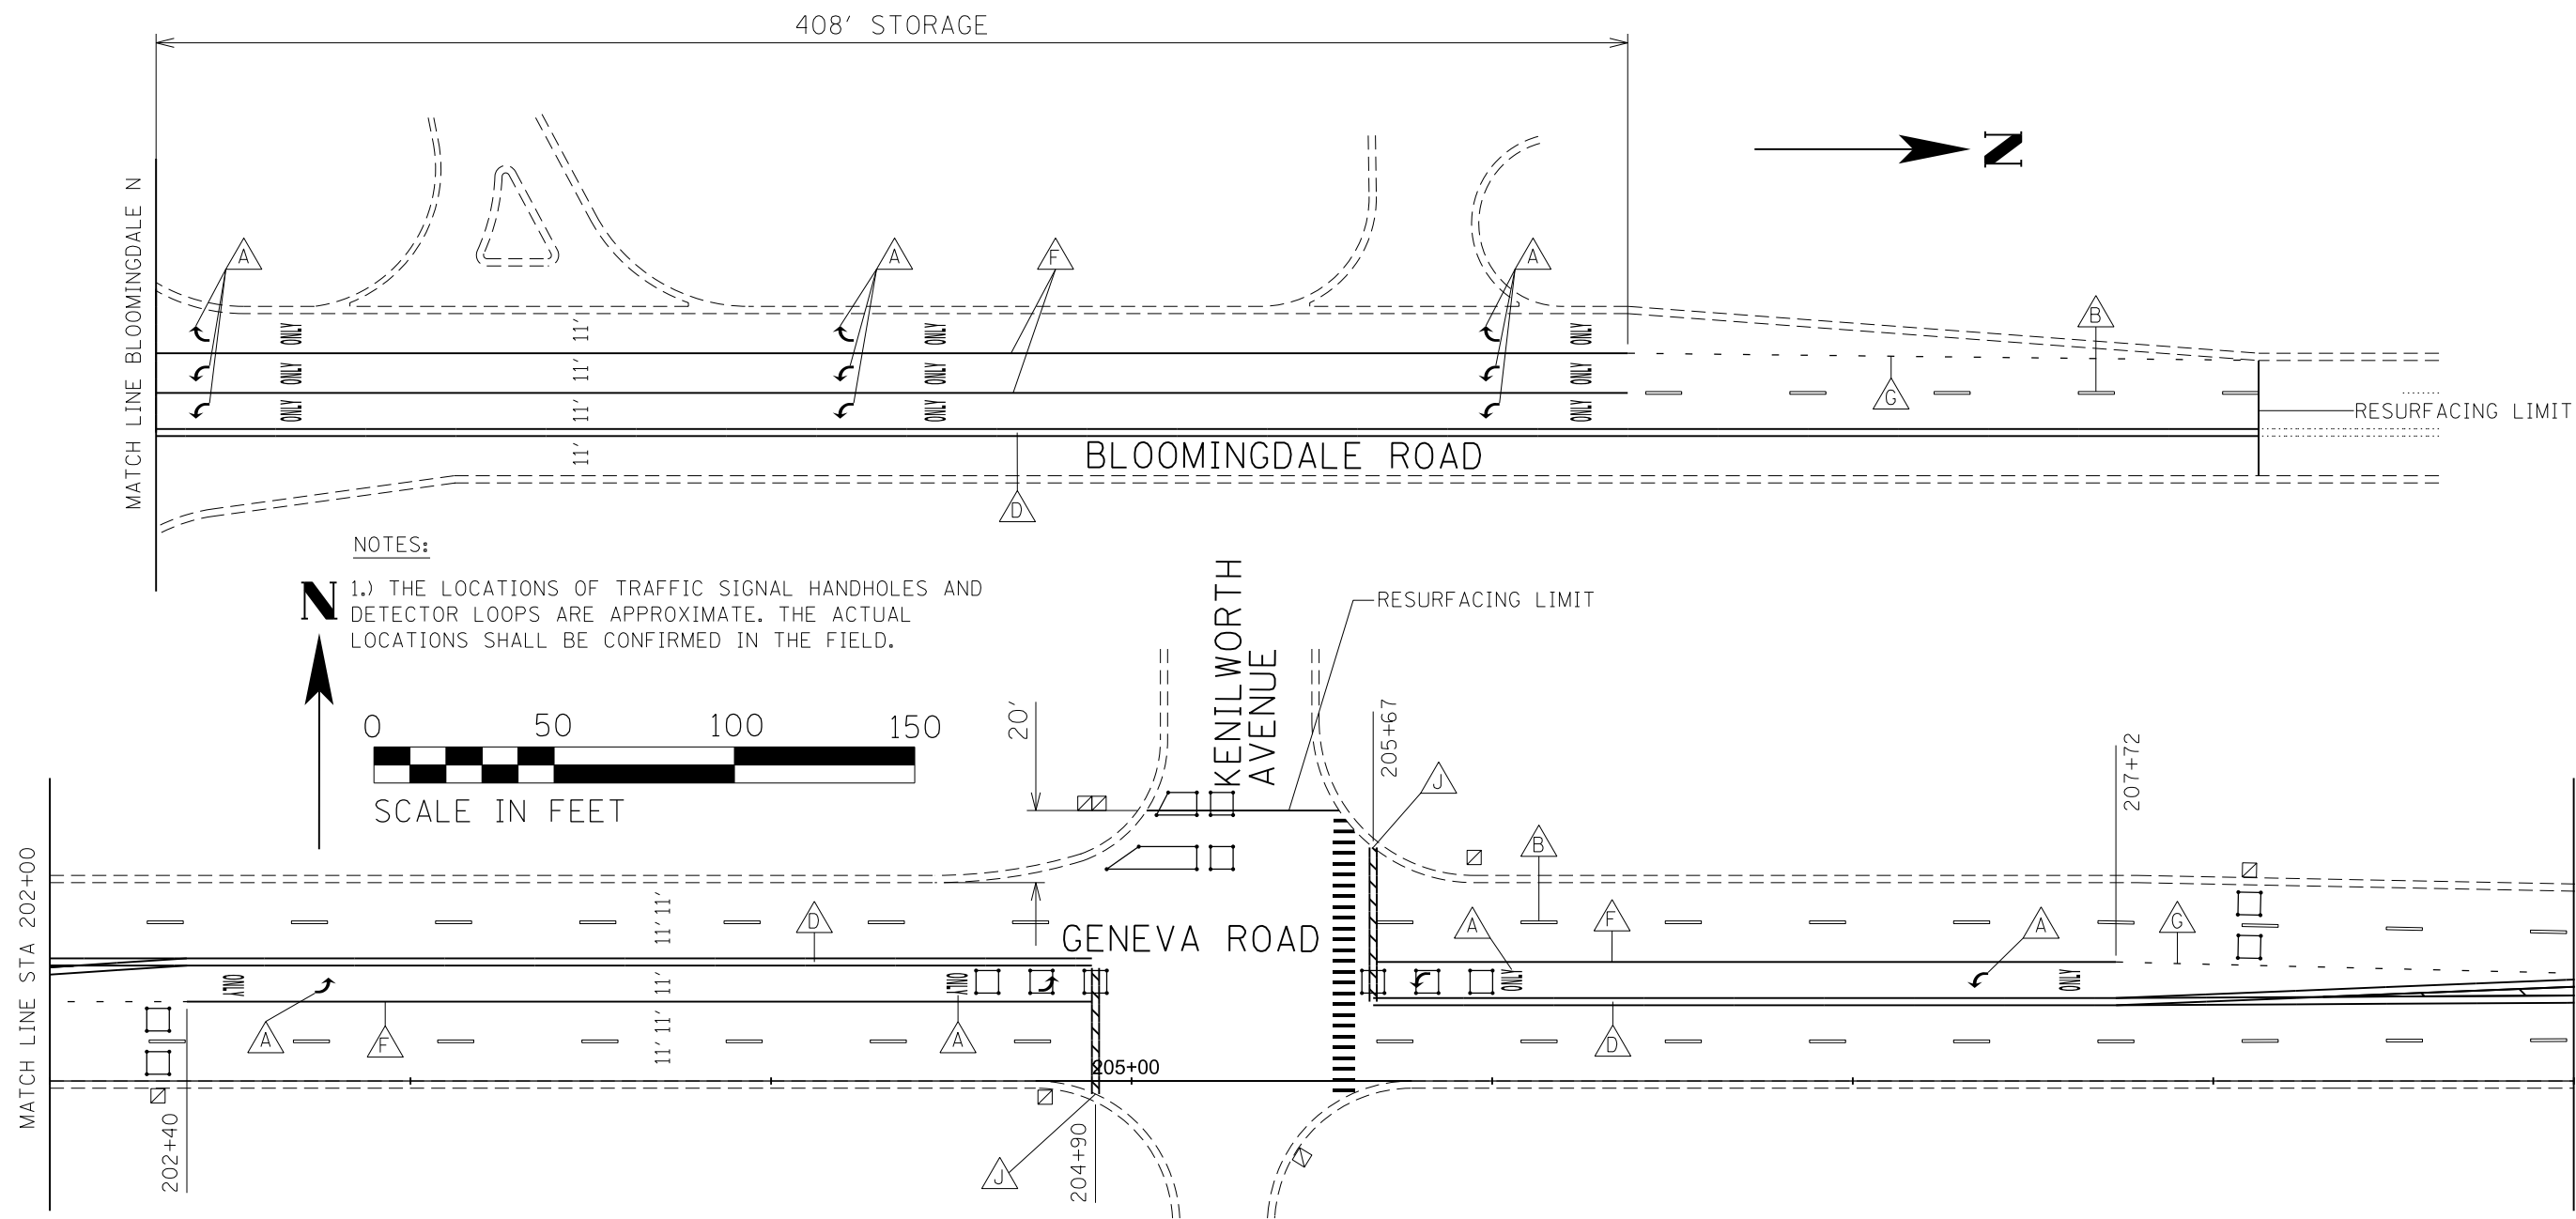 408' STORAGE
N
MATCH LINE BLOOMINGDALE N
A
A
F
A
B
ONLY
ONLY
ONLY
ONLY
ONLY
ONLY
ONLY
ONLY
ONLY
11'
11'
11'
11'
G
RESURFACING LIMIT
BLOOMINGDALE ROAD
D
NOTES:
1.) THE LOCATIONS OF TRAFFIC SIGNAL HANDHOLES AND
DETECTOR LOOPS ARE APPROXIMATE. THE ACTUAL
LOCATIONS SHALL BE CONFIRMED IN THE FIELD.
N
0 50 100 150
SCALE IN FEET
20'
KENILWORTH
AVENUE
RESURFACING LIMIT
205+67
J
207+72
MATCH LINE STA 202+00
11'
11'
D
GENEVA ROAD
B
A
F
A
G
ONLY
11'
ONLY
ONLY
ONLY
A
F
11'
11'
A
D
205+00
202+40
J
204+90